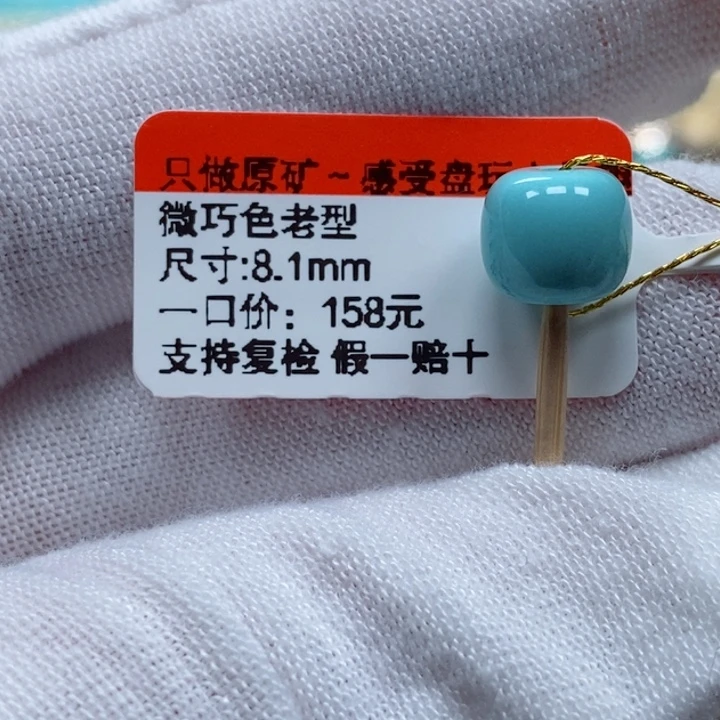 只做原矿~感受盘玩
微巧色老型
尺寸:8.1mm
一口价：158元
支持复检 假一赔十